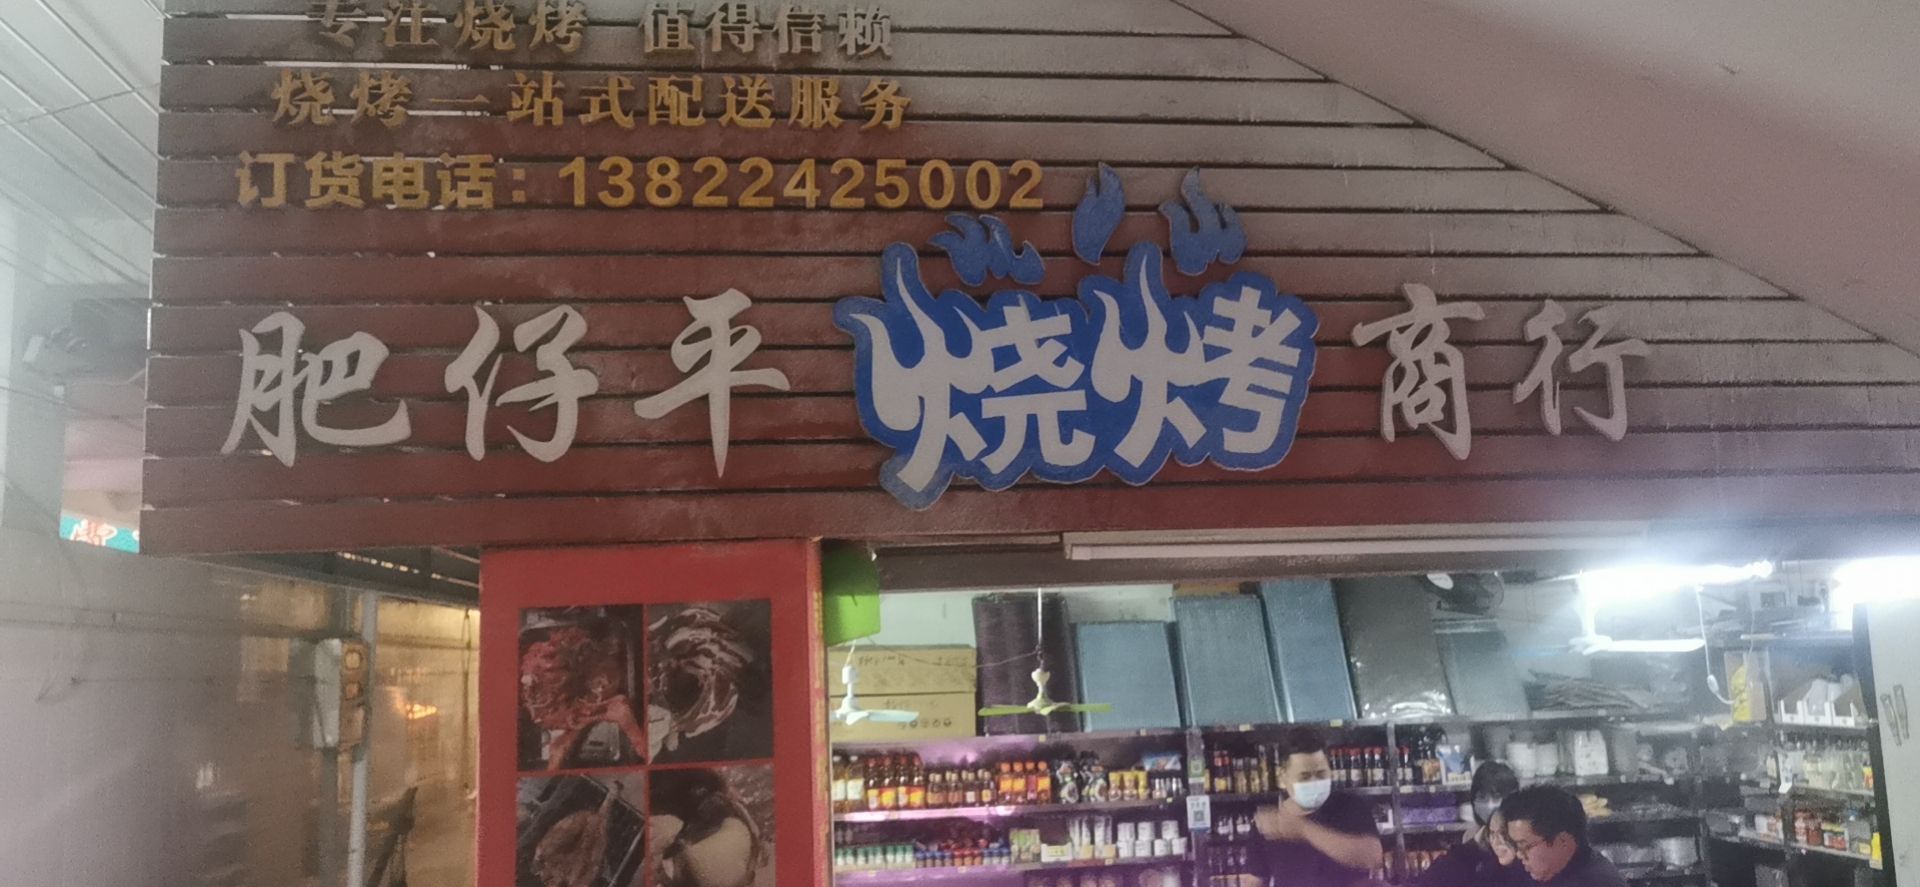 专注烧烤 值得信赖
烧烤一站式配送服务
订货电话：13822425002
肥仔平烧烤商行